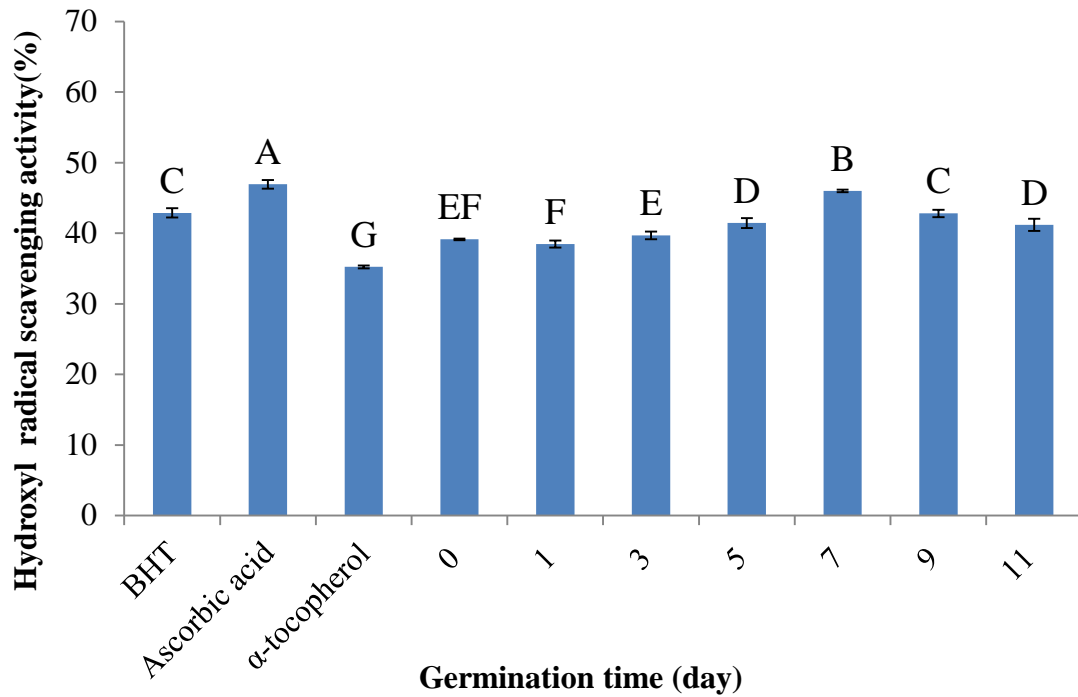 Hydroxyl radical scavenging activity(%)
70
60
50
40
30
20
10
0
C
A
G
EF
F
E
D
B
C
D
BHT
Ascorbic acid
α-tocopherol
0
1
3
5
7
9
11
Germination time (day)